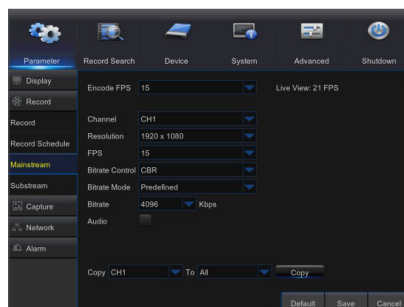 Parameter Record Search Device System Advanced Shutdown
Display
Record
Record
Record Schedule
Mainstream
Substream
Capture
Network
Alarm
Encode FPS 15 Live View: 21 FPS
Channel CH1
Resolution 1920 x 1080
FPS 15
Bitrate Control CBR
Bitrate Mode Predefined
Bitrate 4096 Kbps
Audio
Copy CH1 To All Copy
Default Save Cancel